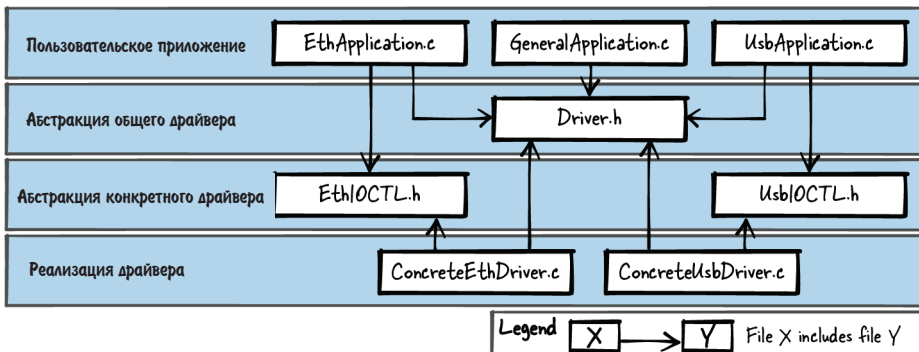 Пользовательское приложение
EthApplication.c
GeneralApplication.c
UsbApplication.c
Абстракция общего драйвера
Driver.h
Абстракция конкретного драйвера
EthIOCTL.h
UsbIOCTL.h
Реализация драйвера
ConcreteEthDriver.c
ConcreteUsbDriver.c
Legend
X
Y
File X includes file Y